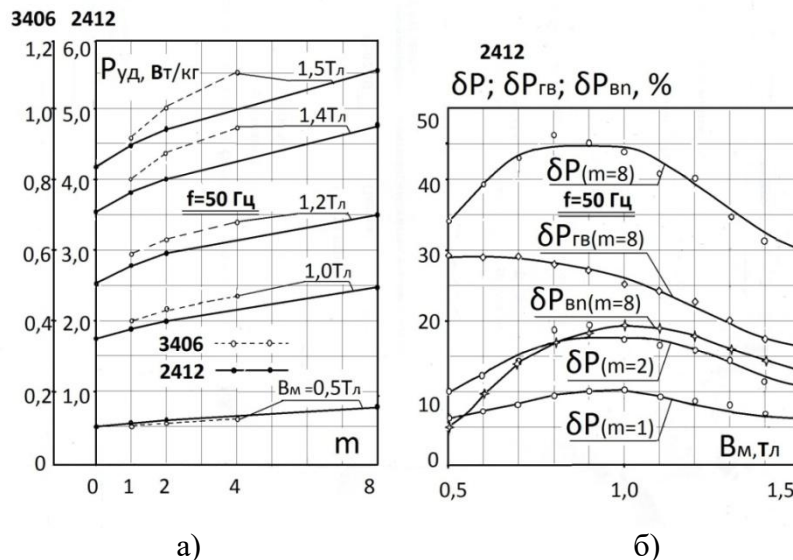 3406 2412
1,2 6,0
Pуд, Вт/кг
1,5Тл
1,0 5,0
1,4Тл
0,8 4,0
f=50 Гц
1,2Тл
0,6 3,0
1,0Тл
0,4 2,0
3406
2412
0,2 1,0
Вм=0,5Тл
m
0 0
0 1 2 4 8
а)
2412
δP; δPгв; δPвп, %
50
40
δP(m=8)
f=50 Гц
30
δPгв(m=8)
δPвп(m=8)
20
δP(m=2)
10
δP(m=1)
Вм,тл
0
0,5 1,0 1,5
б)